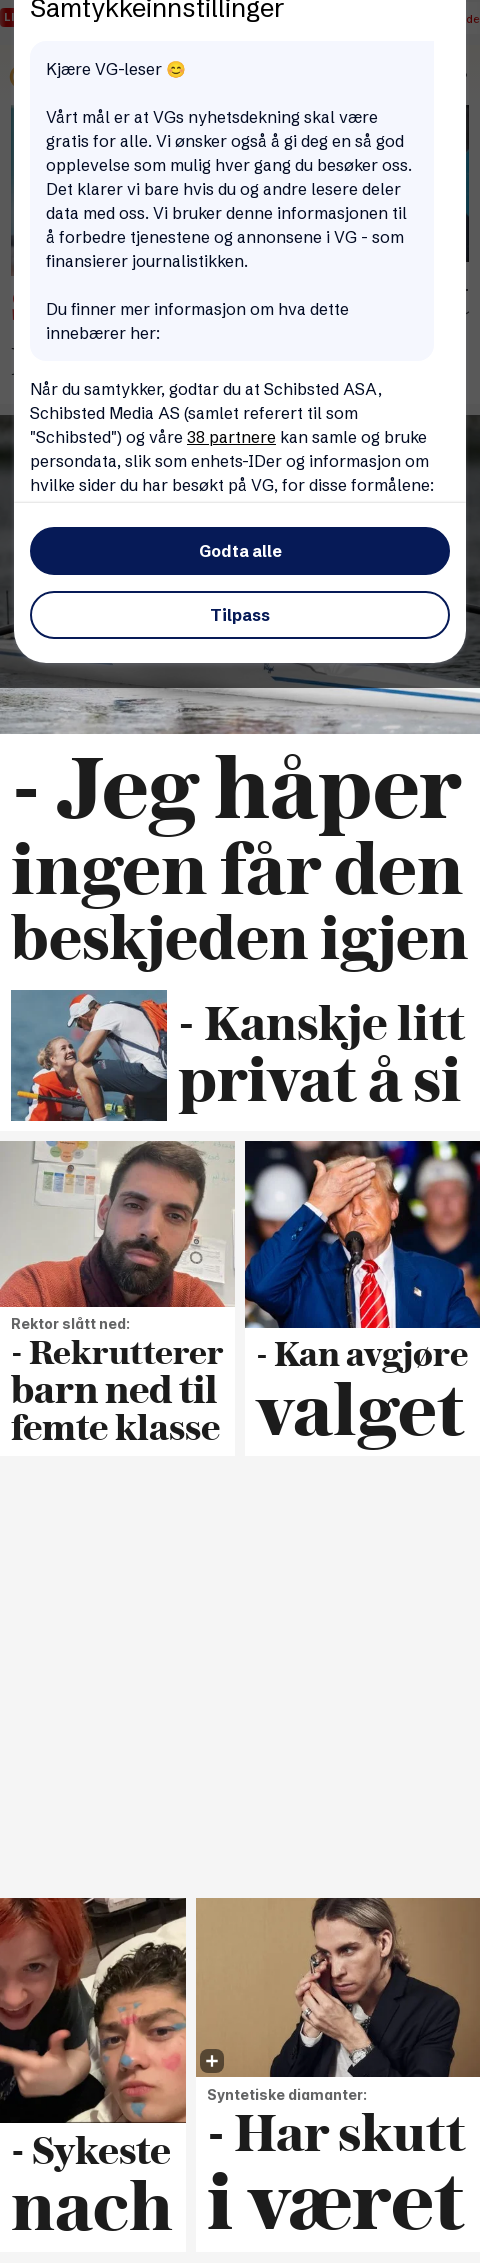 Samtykkeinnstillinger
Kjære VG-leser 😊
Vårt mål er at VGs nyhetsdekning skal være
gratis for alle. Vi ønsker også å gi deg en så god
opplevelse som mulig hver gang du besøker oss.
Det klarer vi bare hvis du og andre lesere deler
data med oss. Vi bruker denne informasjonen til
å forbedre tjenestene og annonsene i VG - som
finansierer journalistikken.
Du finner mer informasjon om hva dette
innebærer her:
Når du samtykker, godtar du at Schibsted ASA,
Schibsted Media AS (samlet referert til som
"Schibsted") og våre 38 partnere kan samle og bruke
persondata, slik som enhets-IDer og informasjon om
hvilke sider du har besøkt på VG, for disse formålene:
Godta alle
Tilpass
- Jeg håper
ingen får den
beskjeden igjen
- Kanskje litt
privat å si
Rektor slått ned:
- Rekrutterer
barn ned til
femte klasse
- Kan avgjøre
valget
- Sykeste
nach
Syntetiske diamanter:
- Har skutt
i været